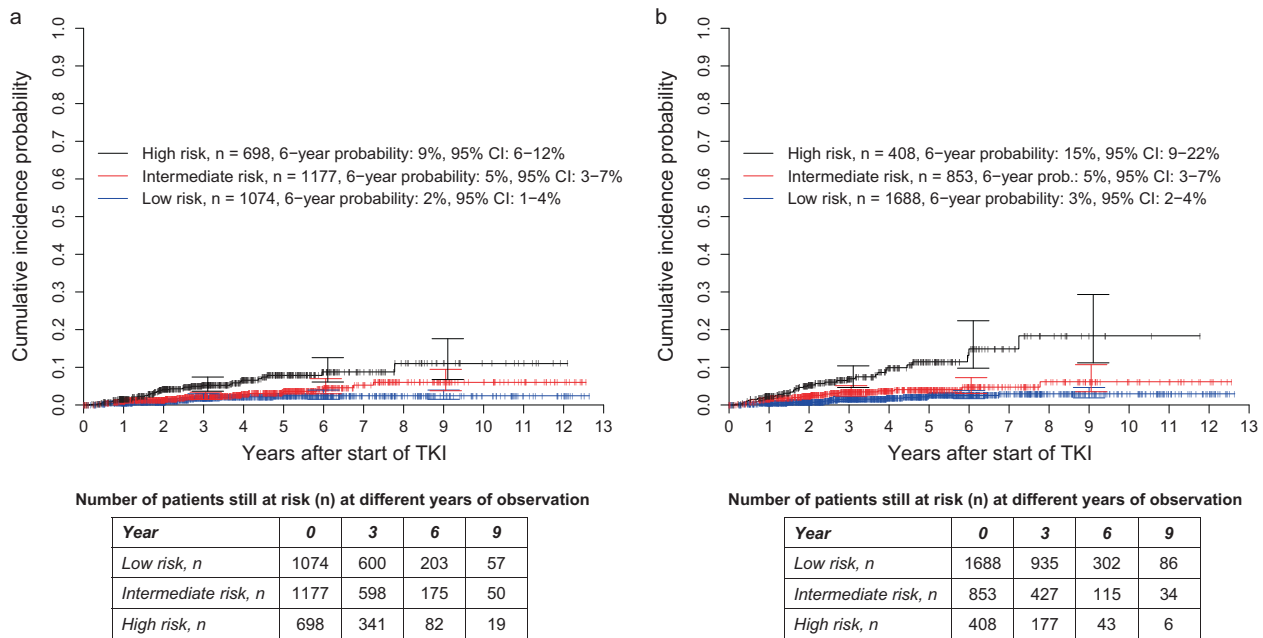 a
Cumulative incidence probability
1.0
0.9
0.8
0.7
0.6
0.5
0.4
0.3
0.2
0.1
0.0
High risk, n = 698, 6−year probability: 9%, 95% CI: 6−12%
Intermediate risk, n = 1177, 6−year probability: 5%, 95% CI: 3−7%
Low risk, n = 1074, 6−year probability: 2%, 95% CI: 1−4%
0 1 2 3 4 5 6 7 8 9 10 11 12 13
Years after start of TKI
Number of patients still at risk (n) at different years of observation
Year 0 3 6 9
Low risk, n 1074 600 203 57
Intermediate risk, n 1177 598 175 50
High risk, n 698 341 82 19
b
Cumulative incidence probability
1.0
0.9
0.8
0.7
0.6
0.5
0.4
0.3
0.2
0.1
0.0
High risk, n = 408, 6−year probability: 15%, 95% CI: 9−22%
Intermediate risk, n = 853, 6−year prob.: 5%, 95% CI: 3−7%
Low risk, n = 1688, 6−year probability: 3%, 95% CI: 2−4%
0 1 2 3 4 5 6 7 8 9 10 11 12 13
Years after start of TKI
Number of patients still at risk (n) at different years of observation
Year 0 3 6 9
Low risk, n 1688 935 302 86
Intermediate risk, n 853 427 115 34
High risk, n 408 177 43 6